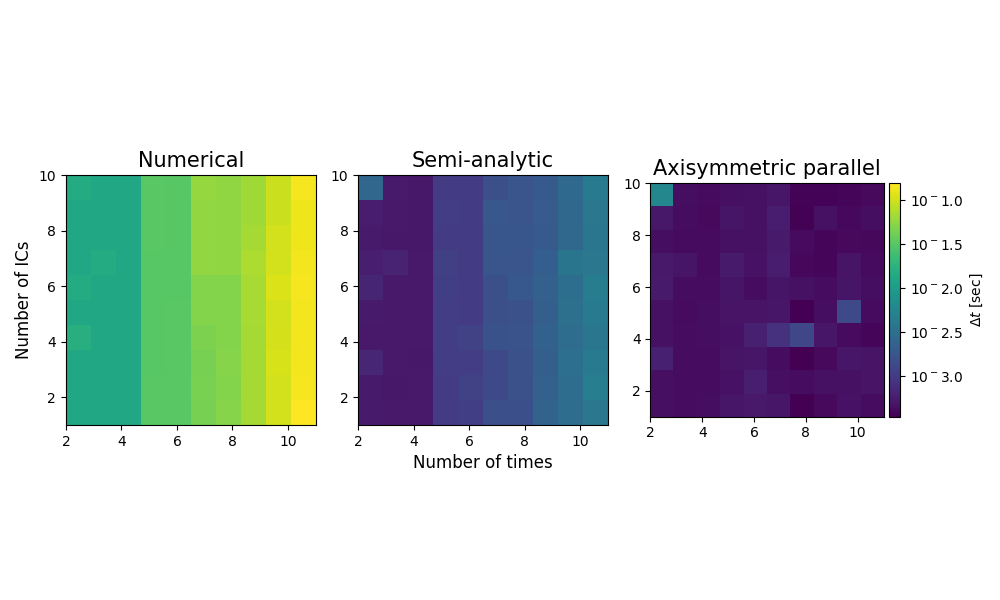 Numerical
Semi-analytic
Axisymmetric parallel
Number of ICs
10
8
6
4
2
2 4 6 8 10
10
8
6
4
2
2 4 6 8 10
Number of times
10
8
6
4
2
2 4 6 8 10
10⁻1.0
10⁻1.5
10⁻2.0
10⁻2.5
10⁻3.0
Δt [sec]